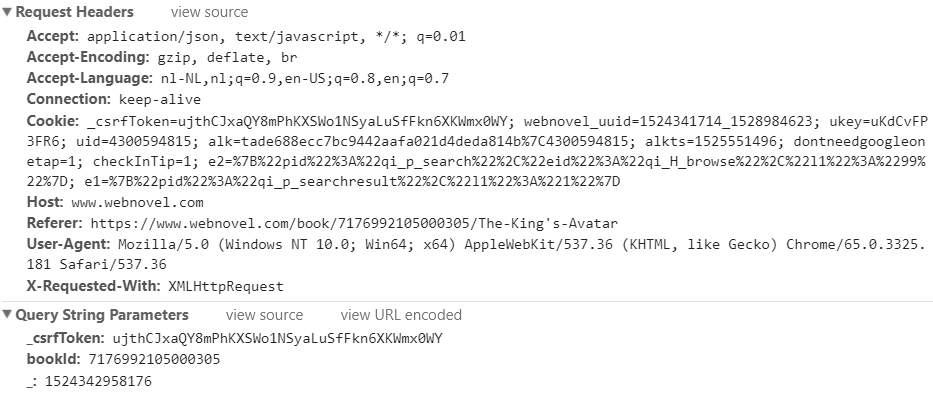 Request Headers view source
Accept: application/json, text/javascript, */*; q=0.01
Accept-Encoding: gzip, deflate, br
Accept-Language: nl-NL,nl;q=0.9,en-US;q=0.8,en;q=0.7
Connection: keep-alive
Cookie: _csrfToken=ujthCJxaQY8mPhKXSWo1NSyaLuSfFkn6XKWmx0WY; webnovel_uuid=1524341714_1528984623; ukey=uKdCvFP
3FR6; uid=4300594815; alk=tade688ecc7bc9442aafa021d4deda814b%7C4300594815; alkts=1525551496; dontneedgoogleon
etap=1; checkInTip=1; e2=%7B%22pid%22%3A%22qi_p_search%22%2C%22eid%22%3A%22qi_H_browse%22%2C%22l1%22%3A%2299%
22%7D; e1=%7B%22pid%22%3A%22qi_p_searchresult%22%2C%22l1%22%3A%221%22%7D
Host: www.webnovel.com
Referer: https://www.webnovel.com/book/7176992105000305/The-King's-Avatar
User-Agent: Mozilla/5.0 (Windows NT 10.0; Win64; x64) AppleWebKit/537.36 (KHTML, like Gecko) Chrome/65.0.3325.
181 Safari/537.36
X-Requested-With: XMLHttpRequest
Query String Parameters view source view URL encoded
_csrfToken: ujthCJxaQY8mPhKXSWo1NSyaLuSfFkn6XKWmx0WY
bookId: 7176992105000305
_: 1524342958176